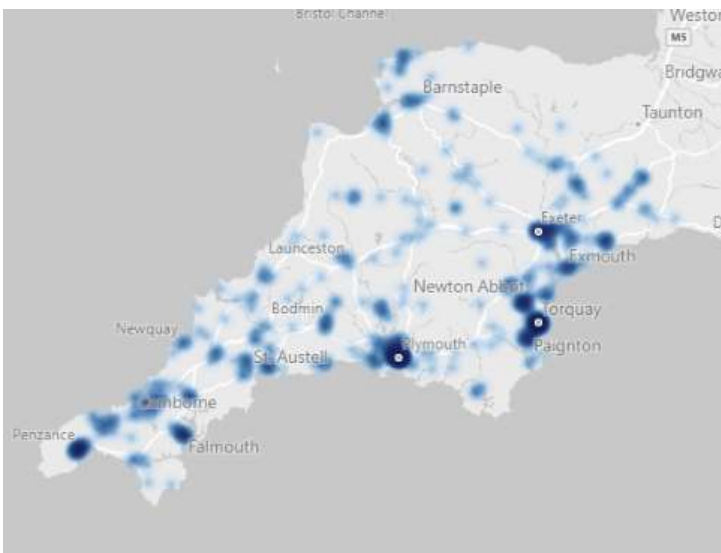 Bristol Channel
Weston
M5
Bridgwa
Barnstaple
Taunton
Exeter
Launceston
Exmouth
Newton Abbot
Bodmin
Torquay
Newquay
Plymouth
St. Austell
Paignton
Camborne
Penzance
Falmouth